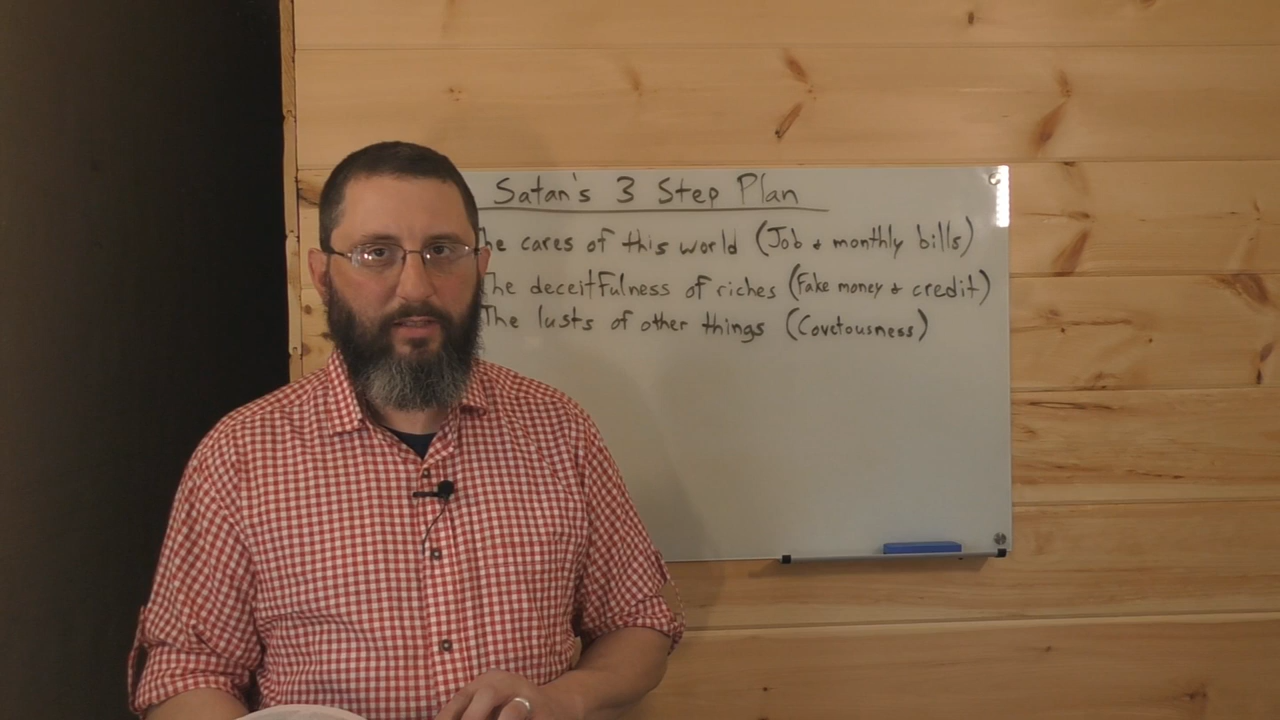 Satan's 3 Step Plan
he cares of this world (Job & monthly bills)
The deceitfulness of riches (Fake money & credit)
The lusts of other things (Covetousness)